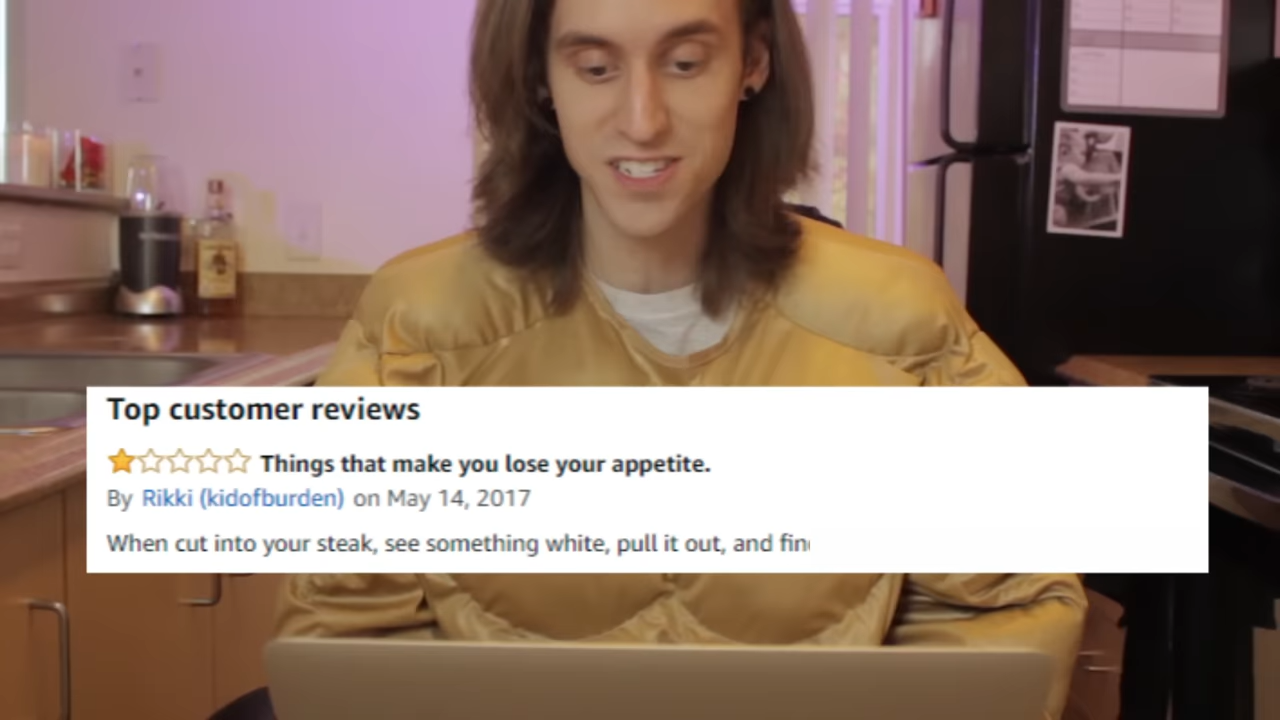 Top customer reviews
Things that make you lose your appetite.
By Rikki (kidofburden) on May 14, 2017
When cut into your steak, see something white, pull it out, and